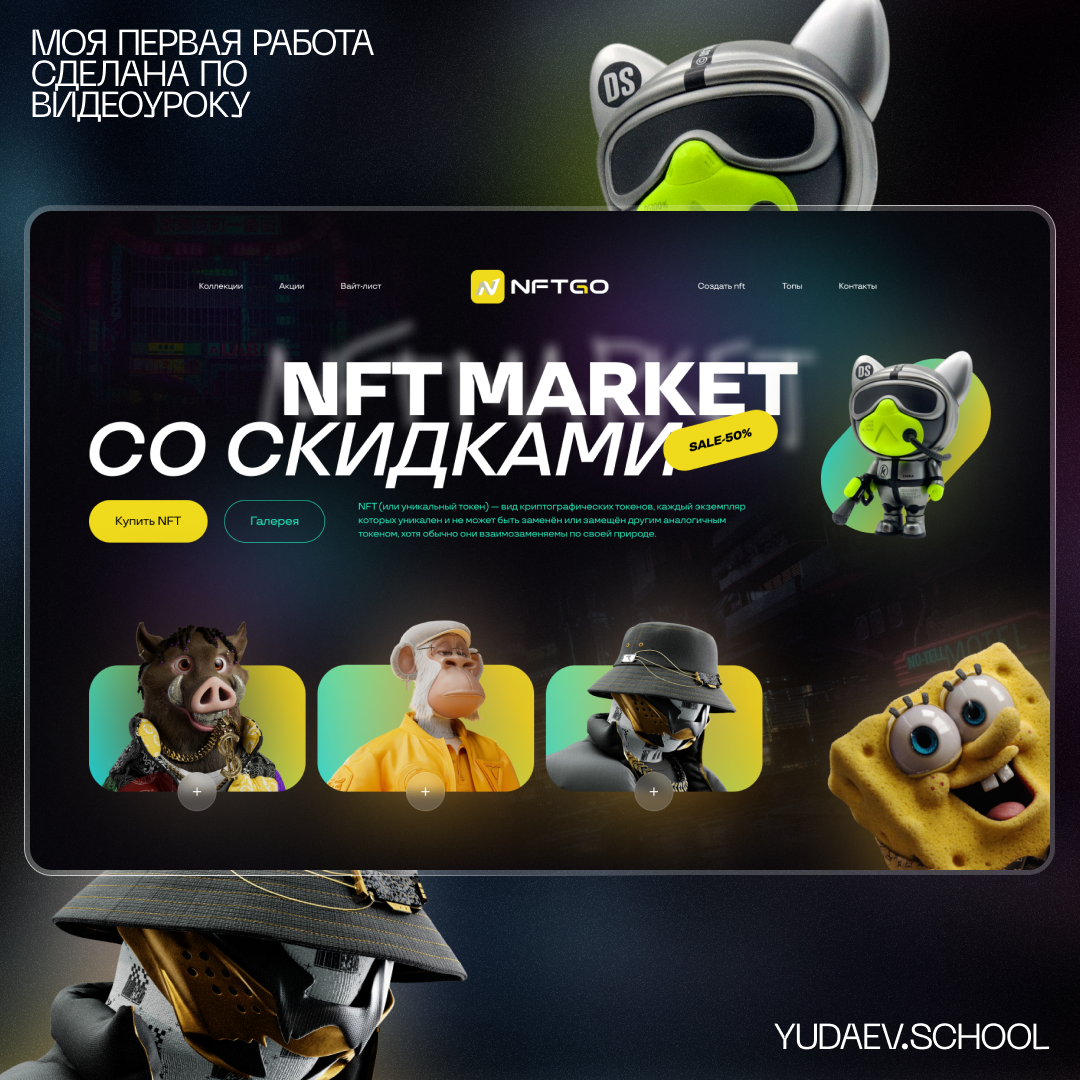 МОЯ ПЕРВАЯ РАБОТА
СДЕЛАНА ПО
ВИДЕОУРОКУ
DS
Коллекции
Акции
Вайт-лист
NFTGO
Создать nft
Топы
Контакты
NFT MARKET
СО СКИДКАМИ
SALE-50%
DS
Купить NFT
Галерея
NFT (или уникальный токен) — вид криптографических токенов, каждый экземпляр
которых уникален и не может быть заменён или замещён другим аналогичным
токеном, хотя обычно они взаимозаменяемы по своей природе.
+
+
+
YUDAEV.SCHOOL